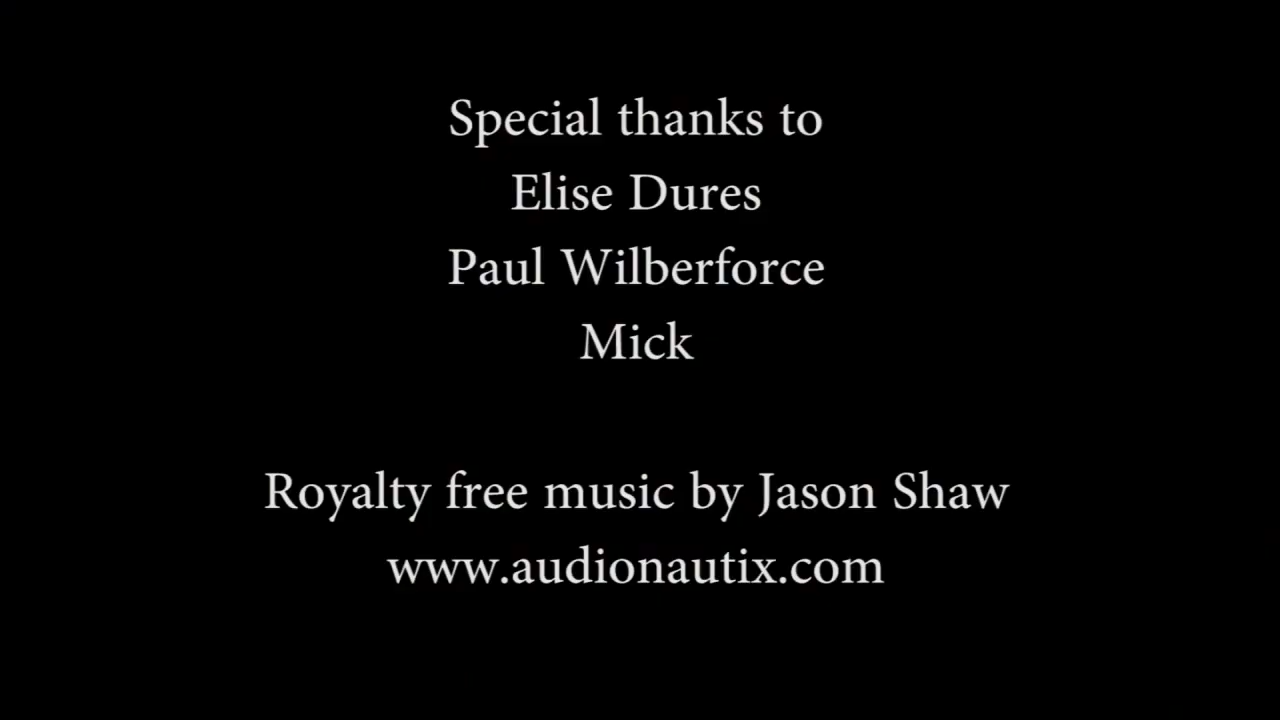 Special thanks to
Elise Dures
Paul Wilberforce
Mick
Royalty free music by Jason Shaw
www.audionautix.com